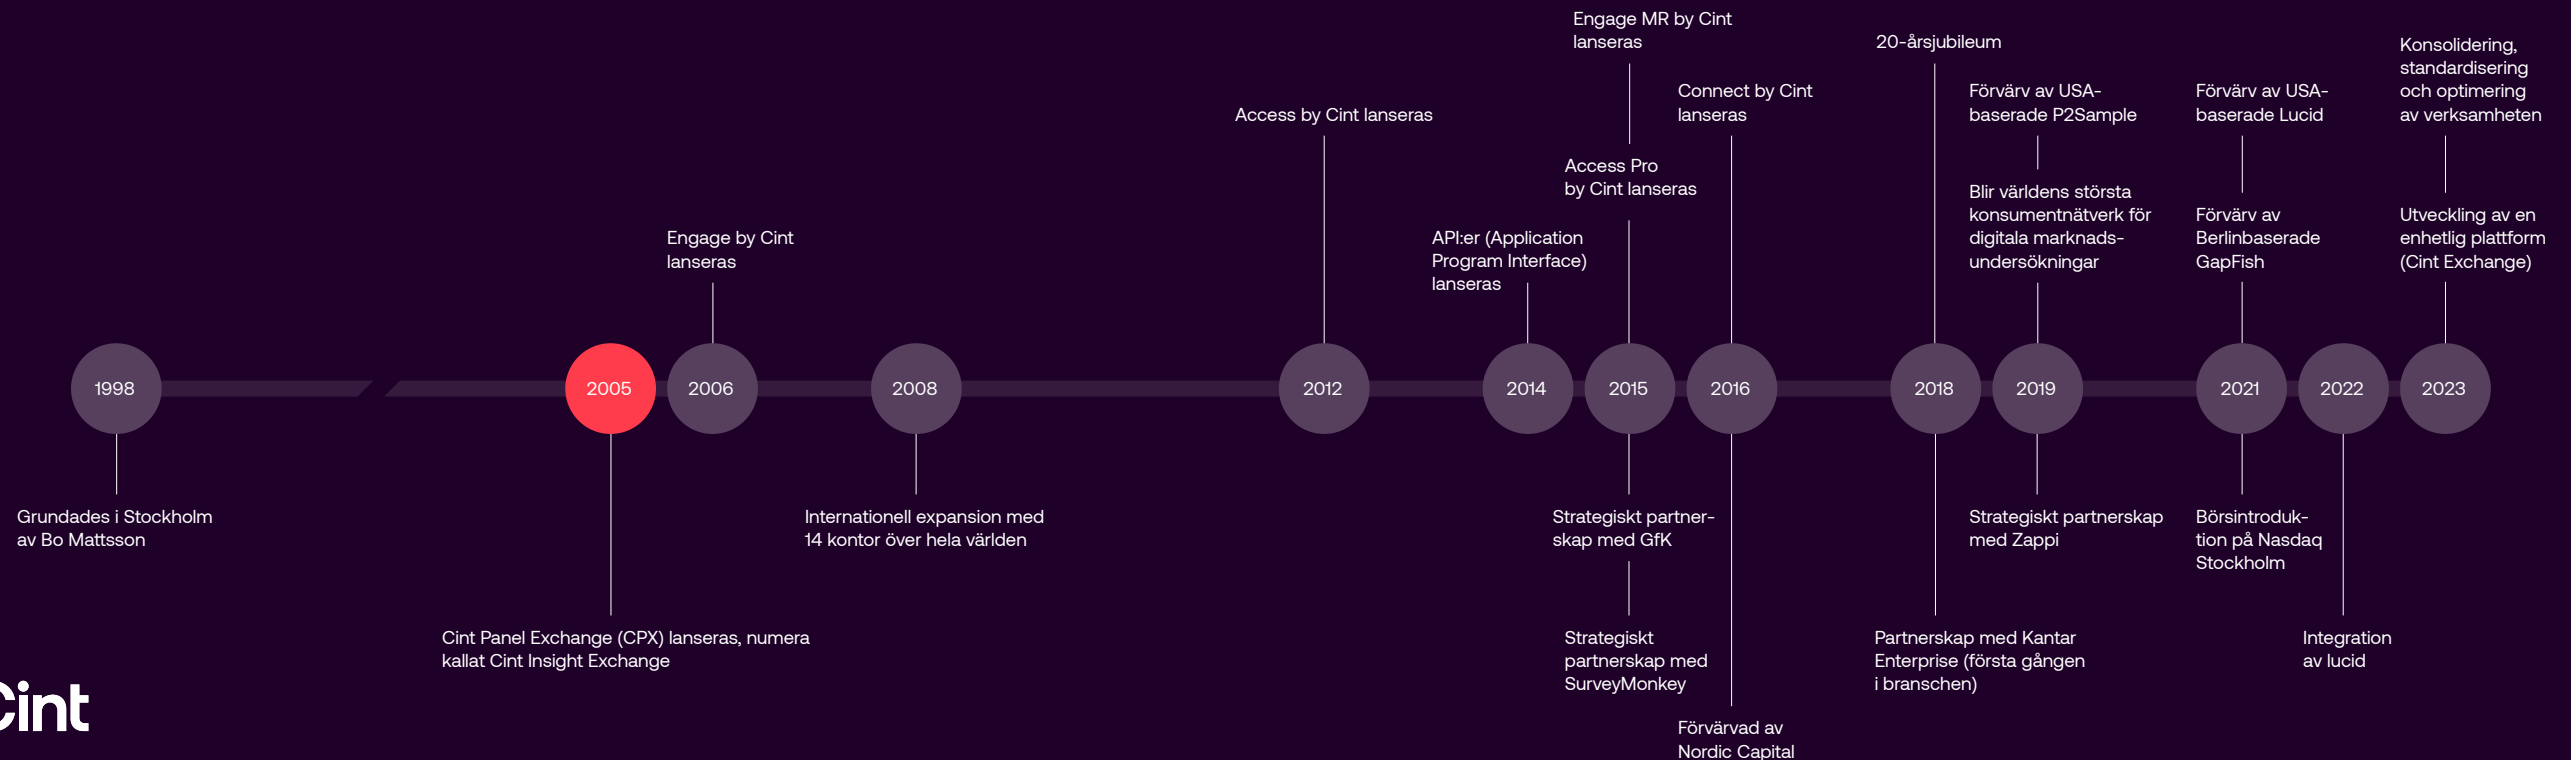 1998
Grundades i Stockholm
av Bo Mattsson
2005
Cint Panel Exchange (CPX) lanseras, numera
kallat Cint Insight Exchange
Engage by Cint
lanseras
2006
2008
Internationell expansion med
14 kontor över hela världen
Access by Cint lanseras
2012
API:er (Application
Program Interface)
lanseras
2014
Engage MR by Cint
lanseras
Access Pro
by Cint lanseras
2015
Strategiskt partner-
skap med GfK
Strategiskt
partnerskap med
SurveyMonkey
Connect by Cint
lanseras
2016
Förvärvad av
Nordic Capital
20-årsjubileum
2018
Partnerskap med Kantar
Enterprise (första gången
i branschen)
Förvärv av USA-
baserade P2Sample
Blir världens största
konsumentnätverk för
digitala marknads-
undersökningar
2019
Strategiskt partnerskap
med Zappi
Förvärv av USA-
baserade Lucid
Förvärv av
Berlinbaserade
GapFish
2021
Börsintroduk-
tion på Nasdaq
Stockholm
2022
Integration
av lucid
Konsolidering,
standardisering
och optimering
av verksamheten
Utveckling av en
enhetlig plattform
(Cint Exchange)
2023
Cint